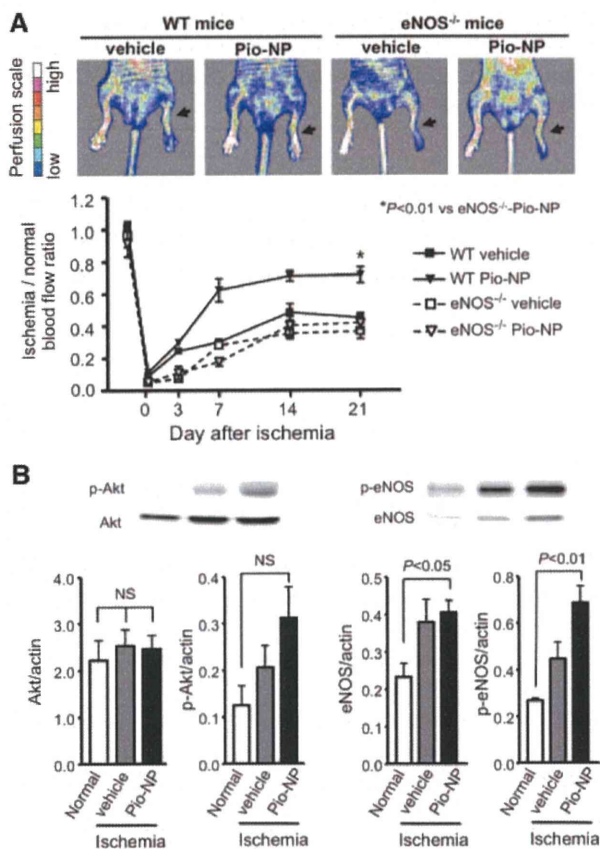 A
WT mice
eNOS-/- mice
vehicle
Pio-NP
vehicle
Pio-NP
Perfusion scale
high
low
*P<0.01 vs eNOS-/--Pio-NP
*
WT vehicle
WT Pio-NP
eNOS-/- vehicle
eNOS-/- Pio-NP
Ischemia / normal
blood flow ratio
1.2
1.0
0.8
0.6
0.4
0.2
0.0
0 3 7 14 21
Day after ischemia
B
p-Akt
Akt
p-eNOS
eNOS
Akt/actin
4.0
3.0
2.0
1.0
0.0
NS
Normal
vehicle
Pio-NP
Ischemia
p-Akt/actin
0.4
0.3
0.2
0.1
0.0
NS
Normal
vehicle
Pio-NP
Ischemia
eNOS/actin
0.5
0.4
0.3
0.2
0.1
0.0
P<0.05
Normal
vehicle
Pio-NP
Ischemia
p-eNOS/actin
0.8
0.6
0.4
0.2
0.0
P<0.01
Normal
vehicle
Pio-NP
Ischemia